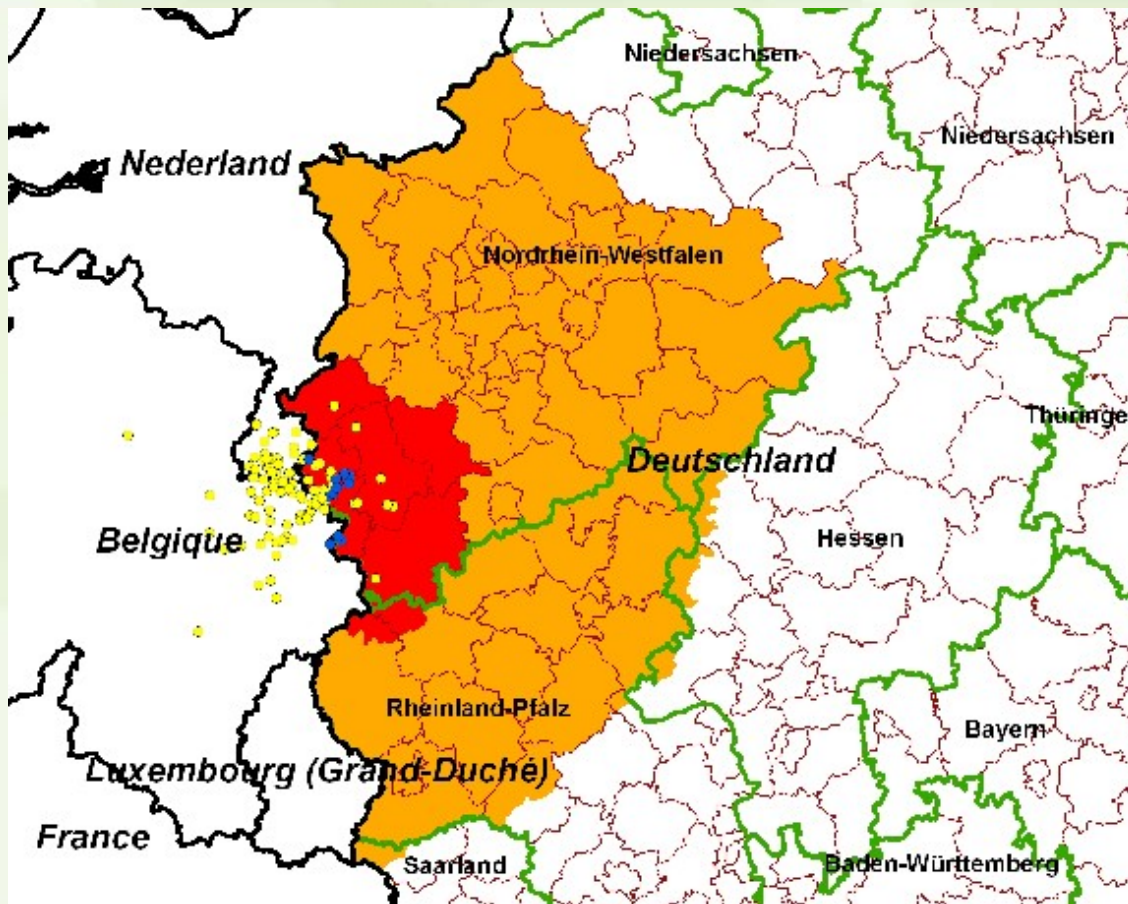 Niedersachsen
Niedersachsen
Nederland
Nordrhein-Westfalen
Thüringe
Deutschland
Belgique
Hessen
Rheinland-Pfalz
Bayern
Luxembourg (Grand-Duché)
France
Saarland
Baden-Württemberg